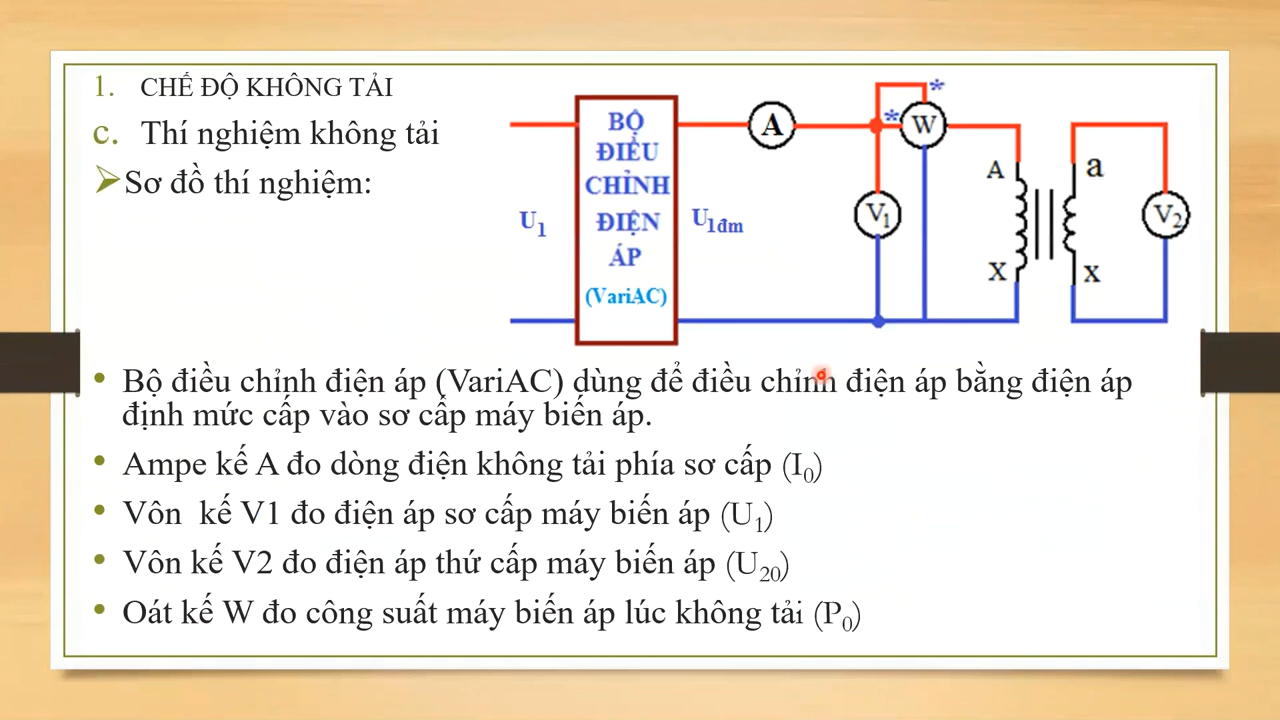 1. CHẾ ĐỘ KHÔNG TẢI
c. Thí nghiệm không tải
Sơ đồ thí nghiệm:
U1
BỘ
ĐIỀU
CHỈNH
ĐIỆN
ÁP
(VariAC)
U1đm
A
* *
W
V1
A
X
a
x
V2
• Bộ điều chỉnh điện áp (VariAC) dùng để điều chỉnh điện áp bằng điện áp
định mức cấp vào sơ cấp máy biến áp.
• Ampe kế A đo dòng điện không tải phía sơ cấp (I0)
• Vôn kế V1 đo điện áp sơ cấp máy biến áp (U1)
• Vôn kế V2 đo điện áp thứ cấp máy biến áp (U20)
• Oát kế W đo công suất máy biến áp lúc không tải (P0)